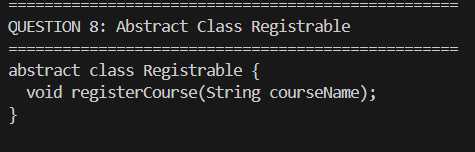 ==================================================
QUESTION 8: Abstract Class Registrable
==================================================
abstract class Registrable {
  void registerCourse(String courseName);
}